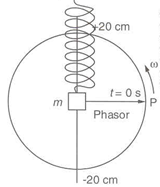 +20 cm
ω
m
t = 0 s
P
Phasor
-20 cm